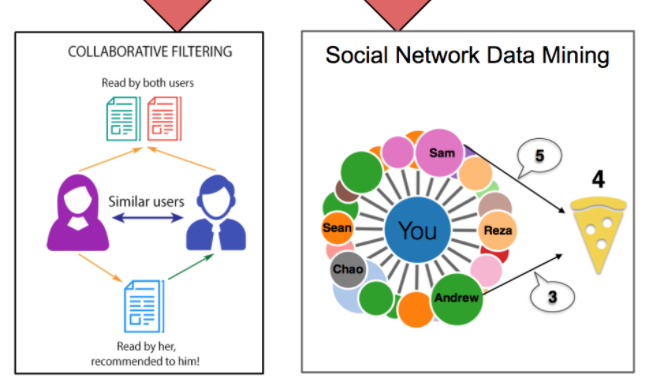 COLLABORATIVE FILTERING
Read by both users
Similar users
Read by her,
recommended to him!
Social Network Data Mining
Sam
5
4
Sean
You
Reza
Chao
Andrew
3